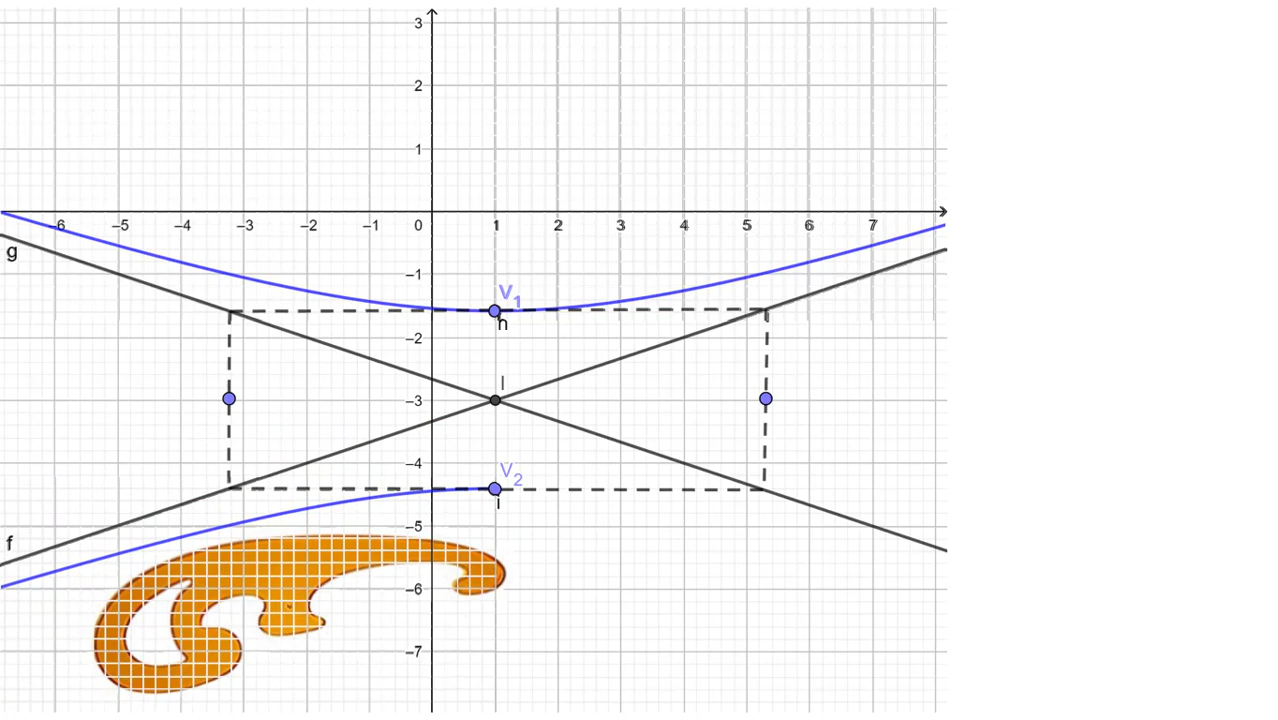 3
2
1
–6 –5 –4 –3 –2 –1 0 1 2 3 4 5 6 7
g
–1
V₁
h
–2
I
–3
–4
V₂
i
–5
f
–6
–7